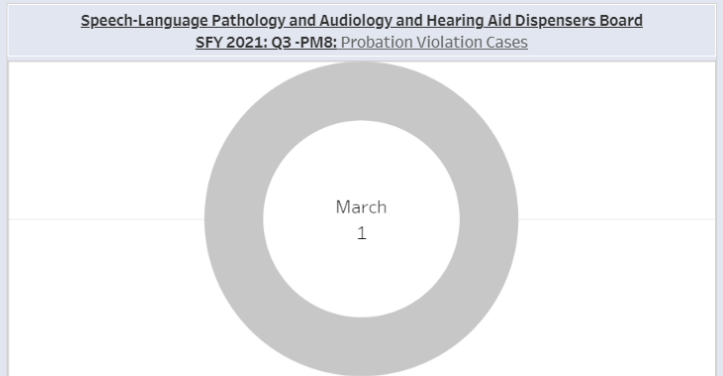 Speech-Language Pathology and Audiology and Hearing Aid Dispensers Board
SFY 2021: Q3 -PM8: Probation Violation Cases
March
1